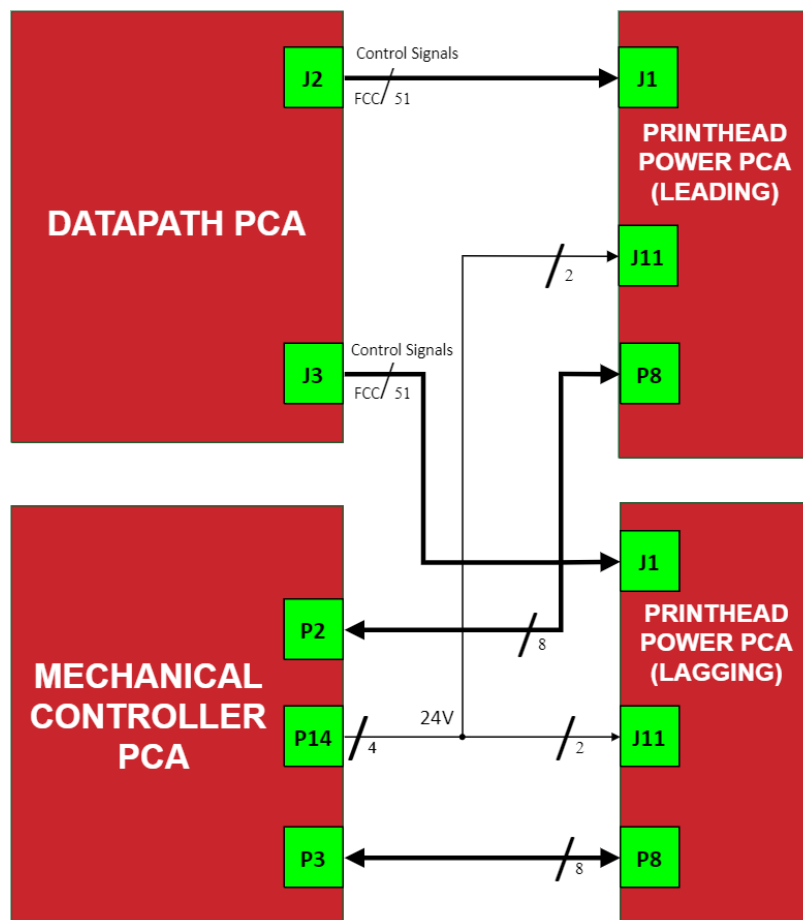 Control Signals
J2
FCC 51
J1
PRINTHEAD
POWER PCA
(LEADING)
DATAPATH PCA
J11
2
Control Signals
J3
FCC 51
P8
J1
PRINTHEAD
POWER PCA
(LAGGING)
P2
8
MECHANICAL
CONTROLLER
PCA
P14
4
24V
2
J11
P3
8
P8